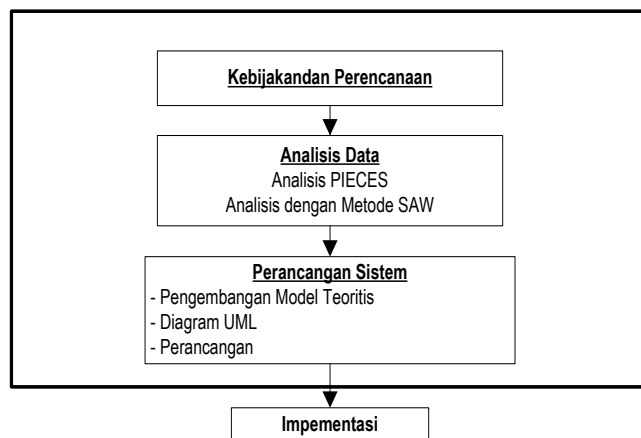 Kebijakandan Perencanaan
Analisis Data
Analisis PIECES
Analisis dengan Metode SAW
Perancangan Sistem
- Pengembangan Model Teoritis
- Diagram UML
- Perancangan
Impementasi